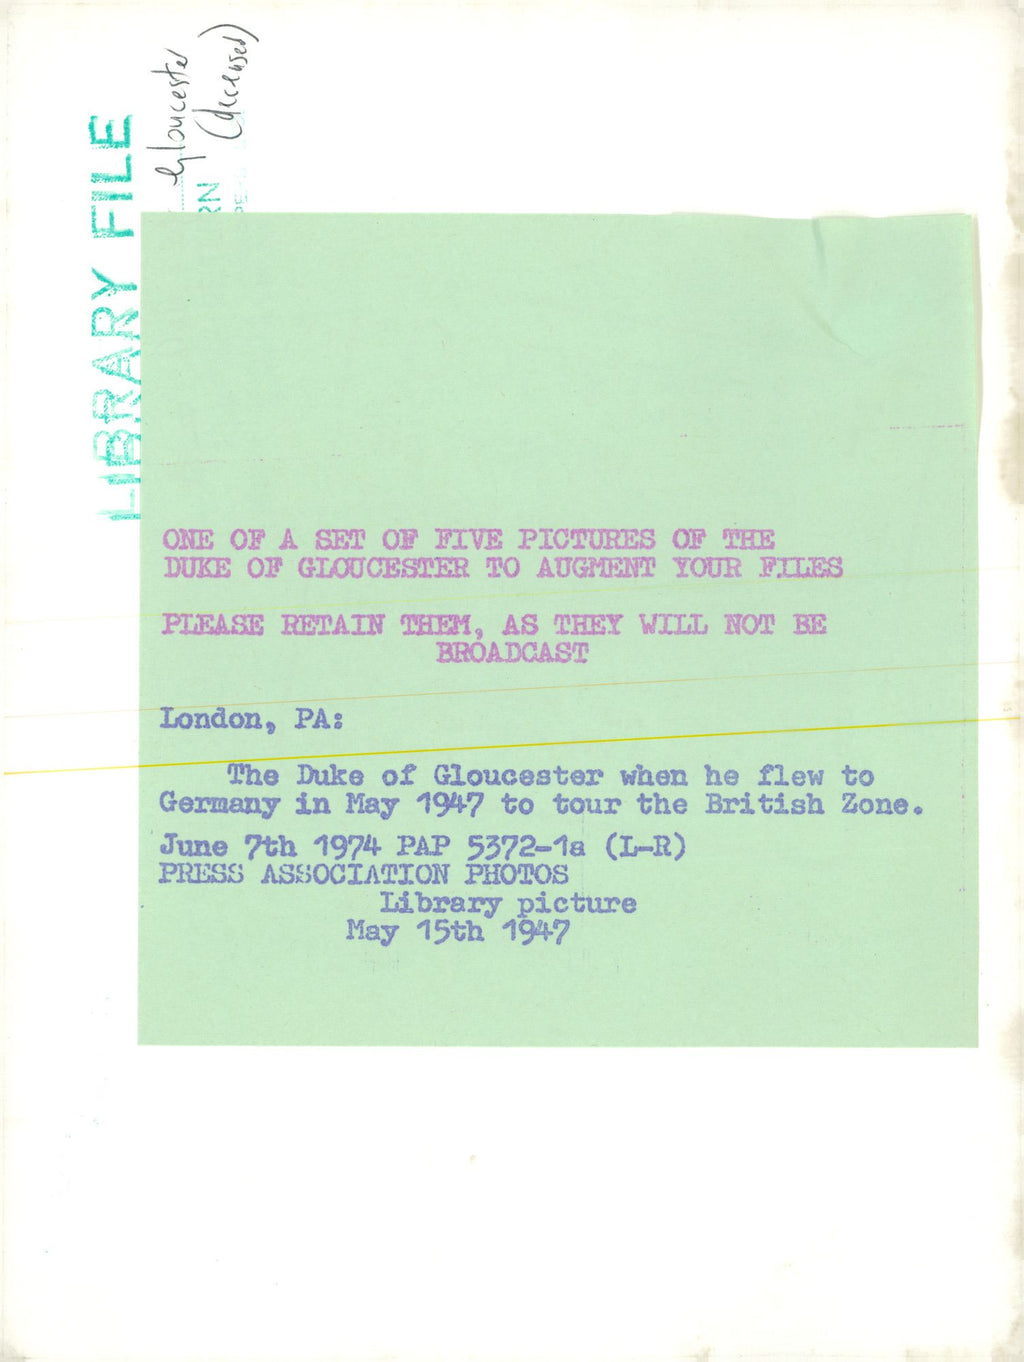 Gloucester
(deceased)
LIBRARY FILE
RN
ONE OF A SET OF FIVE PICTURES OF THE
DUKE OF GLOUCESTER TO AUGMENT YOUR FILES
PLEASE RETAIN THEM, AS THEY WILL NOT BE
BROADCAST
London, PA:
The Duke of Gloucester when he flew to
Germany in May 1947 to tour the British Zone.
June 7th 1974 PAP 5372-1a (L-R)
PRESS ASSOCIATION PHOTOS
Library picture
May 15th 1947